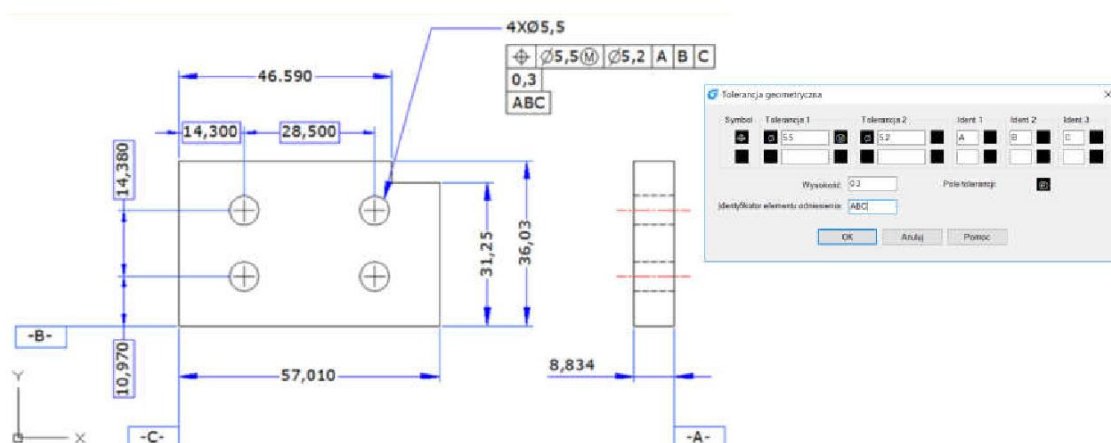 4XØ5,5
⌖ Ø5,5Ⓜ Ø5,2 A B C
0,3
ABC
46.590
14,300 28,500
14,380
31,25
36,03
10,970
-B-
57,010
8,834
Y
X
-C-
-A-
Tolerancja geometryczna
Symbol Tolerancja 1 Tolerancja 2 Ident. 1 Ident. 2 Ident. 3
5.5 5.2 A B C
Wysokość: 0.3 Pole tolerancji:
Identyfikator elementu odniesienia: ABC
OK Anuluj Pomoc